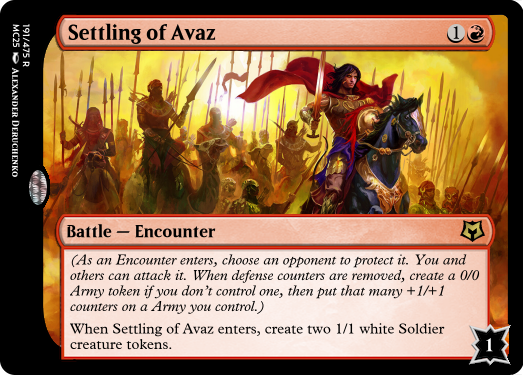 Settling of Avaz
1
191/475 R
MC25 ALEXANDER DERUCHENKO
Battle — Encounter
(As an Encounter enters, choose an opponent to protect it. You and
others can attack it. When defense counters are removed, create a 0/0
Army token if you don't control one, then put that many +1/+1
counters on a Army you control.)
When Settling of Avaz enters, create two 1/1 white Soldier
creature tokens.
1